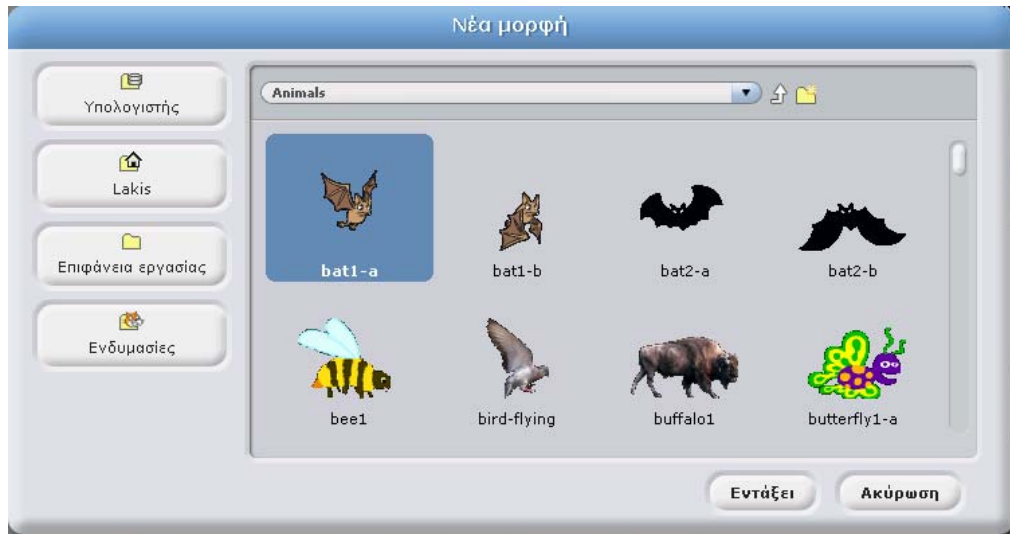 Νέα μορφή
Υπολογιστής
Lakis
Επιφάνεια εργασίας
Ενδυμασίες
Animals
bat1-a bat1-b bat2-a bat2-b
bee1 bird-flying buffalo1 butterfly1-a
Εντάξει Ακύρωση